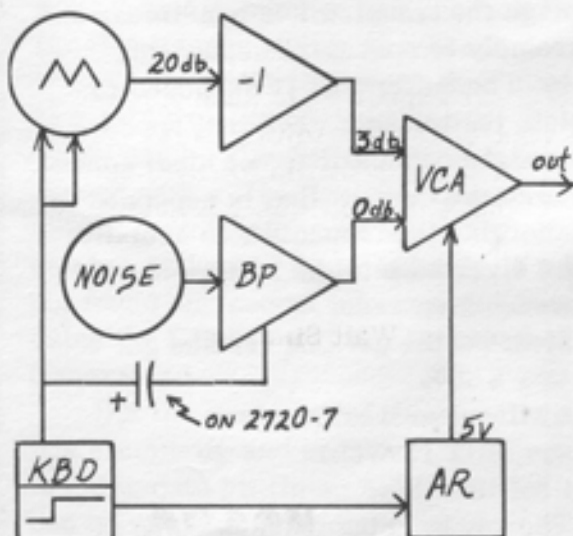 20db
-1
3db
VCA
out
0db
NOISE
BP
+
ON 2720-7
5V
KBD
AR